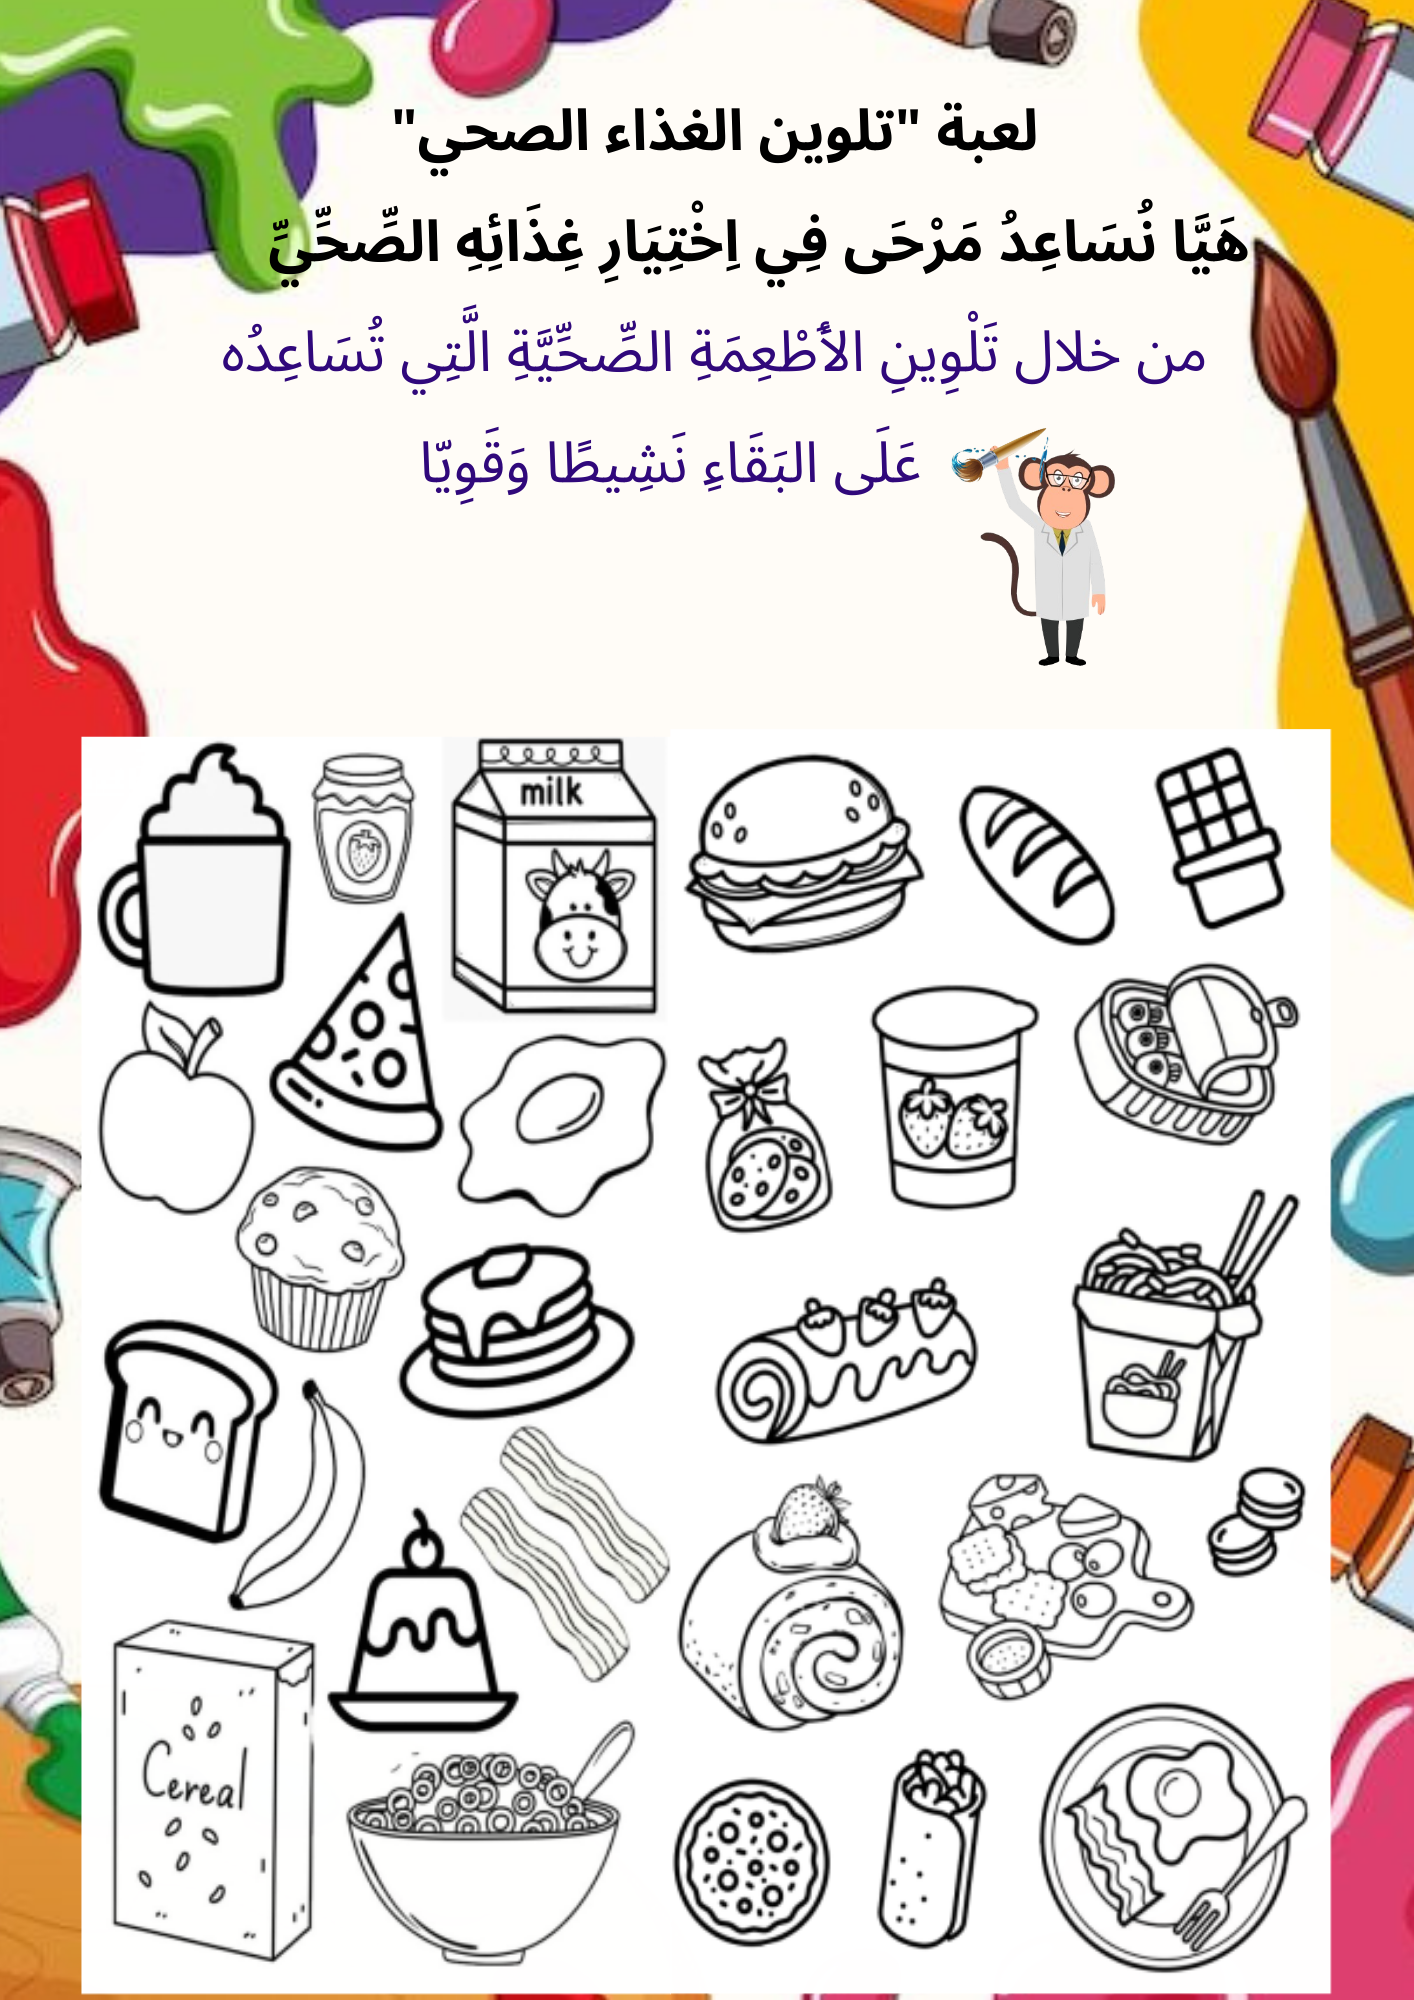 لعبة "تلوين الغذاء الصحي"
هَيَّا نُسَاعِدُ مَرْحَى فِي اِخْتِيَارِ غِذَائِهِ الصِّحِّيِّ
من خلال تَلْوِينِ الأَطْعِمَةِ الصِّحِّيَّةِ الَّتِي تُسَاعِدُه
عَلَى البَقَاءِ نَشِيطًا وَقَوِيّا
milk
Cereal